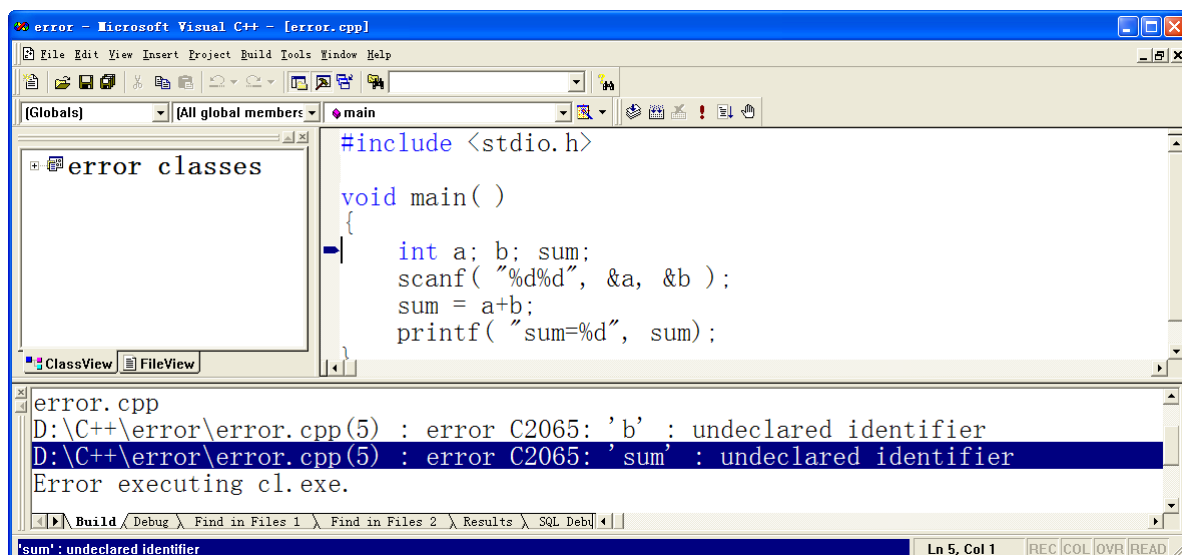 error - Microsoft Visual C++ - [error.cpp]
File Edit View Insert Project Build Tools Window Help
(Globals) (All global members main
#include <stdio.h>
error classes
void main( )
{
int a; b; sum;
scanf( "%d%d", &a, &b );
sum = a+b;
printf( "sum=%d", sum);
}
ClassView FileView
error.cpp
D:\C++\error\error.cpp(5) : error C2065: 'b' : undeclared identifier
D:\C++\error\error.cpp(5) : error C2065: 'sum' : undeclared identifier
Error executing cl.exe.
Build Debug Find in Files 1 Find in Files 2 Results SQL Debu
'sum' : undeclared identifier Ln 5, Col 1 REC COL OVR READ